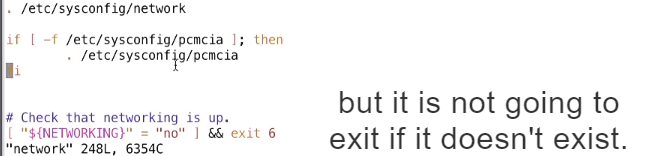 . /etc/sysconfig/network
if [ -f /etc/sysconfig/pcmcia ]; then
. /etc/sysconfig/pcmcia
i
# Check that networking is up.
[ "${NETWORKING}" = "no" ] && exit 6
"network" 248L, 6354C
but it is not going to
exit if it doesn't exist.